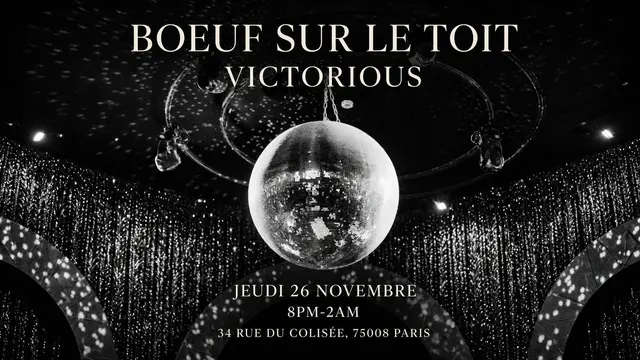 BOEUF SUR LE TOIT
VICTORIOUS
JEUDI 26 NOVEMBRE
8PM-2AM
34 RUE DU COLISÉE, 75008 PARIS